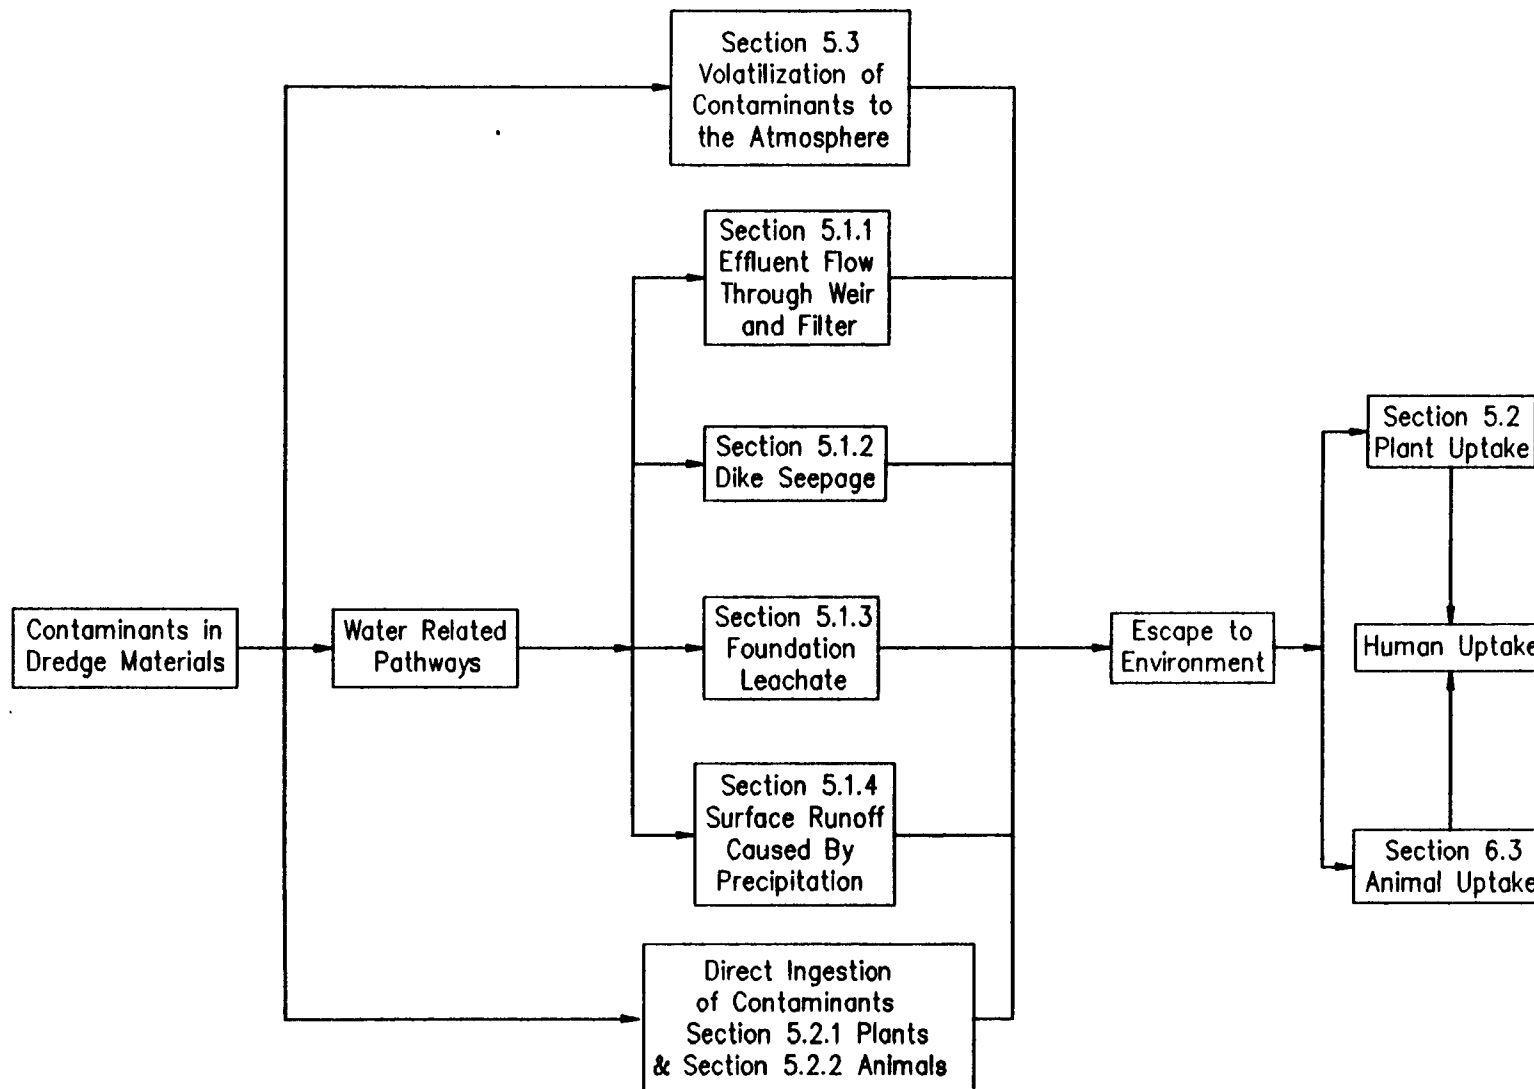 Section 5.3
Volatilization of
Contaminants to
the Atmosphere
Section 5.1.1
Effluent Flow
Through Weir
and Filter
Section 5.1.2
Dike Seepage
Contaminants in
Dredge Materials
Water Related
Pathways
Section 5.1.3
Foundation
Leachate
Section 5.1.4
Surface Runoff
Caused By
Precipitation
Direct Ingestion
of Contaminants
Section 5.2.1 Plants
& Section 5.2.2 Animals
Escape to
Environment
Section 5.2
Plant Uptake
Human Uptake
Section 6.3
Animal Uptake